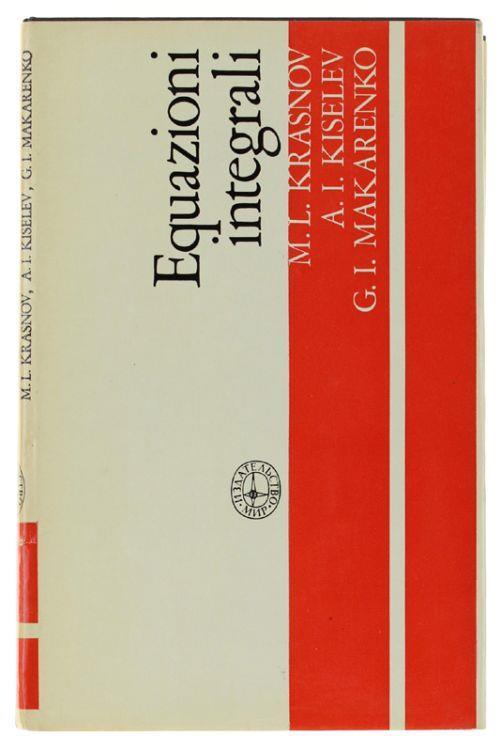 M. L. KRASNOV, A. I. KISELEV, G. I. MAKARENKO
Equazioni
integrali
M. L. KRASNOV
A. I. KISELEV
G. I. MAKARENKO
ИЗДАТЕЛЬСТВО
МИР